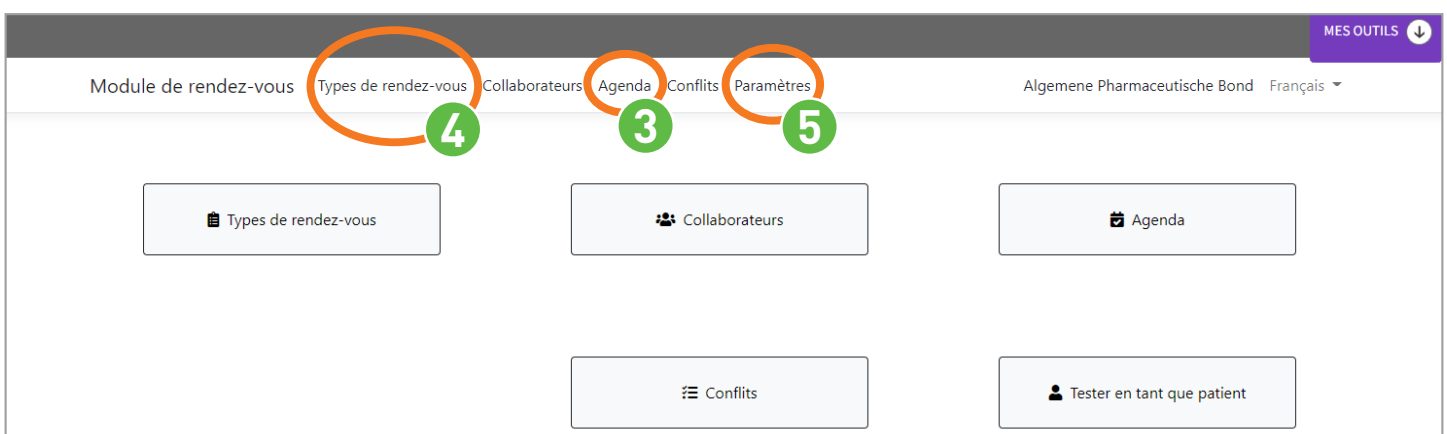 MES OUTILS
Module de rendez-vous Types de rendez-vous Collaborateurs Agenda Conflits Paramètres Algemene Pharmaceutische Bond Français
4 3 5
Types de rendez-vous Collaborateurs Agenda
Conflits Tester en tant que patient